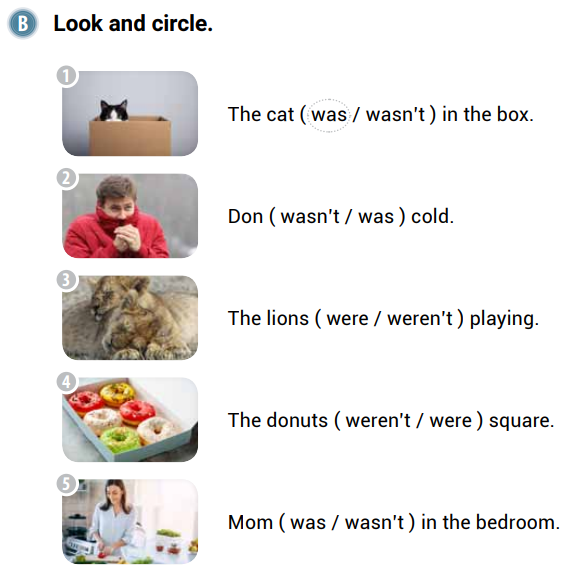 B Look and circle.
1
The cat ( was / wasn't ) in the box.
2
Don ( wasn't / was ) cold.
3
The lions ( were / weren't ) playing.
4
The donuts ( weren't / were ) square.
5
Mom ( was / wasn't ) in the bedroom.